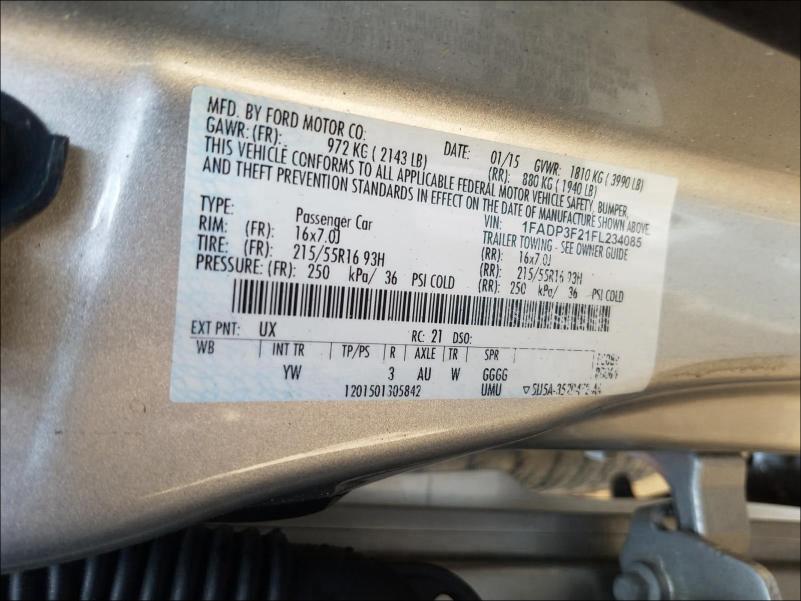 MFD. BY FORD MOTOR CO.
DATE: 01/15 GVWR: 1810 KG ( 3990 LB)
GAWR: (FR): 972 KG ( 2143 LB) (RR): 880 KG ( 1940 LB)
THIS VEHICLE CONFORMS TO ALL APPLICABLE FEDERAL MOTOR VEHICLE SAFETY, BUMPER,
AND THEFT PREVENTION STANDARDS IN EFFECT ON THE DATE OF MANUFACTURE SHOWN ABOVE.
VIN: 1FADP3F21FL234085
TYPE: Passenger Car TRAILER TOWING - SEE OWNER GUIDE
RIM: (FR): 16x7.0J (RR): 16x7.0J
TIRE: (FR): 215/55R16 93H (RR): 215/55R16 93H
PRESSURE: (FR): 250 kPa/ 36 PSI COLD (RR): 250 kPa/ 36 PSI COLD
EXT PNT: UX RC: 21 DSO:
WB INT TR TP/PS R AXLE TR SPR
YW 3 AU W GGGG
1201501305842 UMU